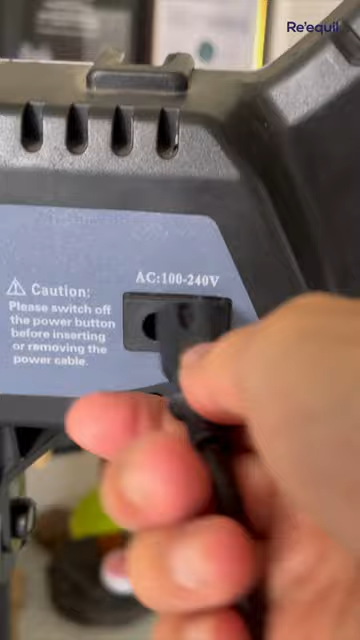 Re'equil
AC:100-240V
Caution:
Please switch off
the power button
before inserting
or removing the
power cable.